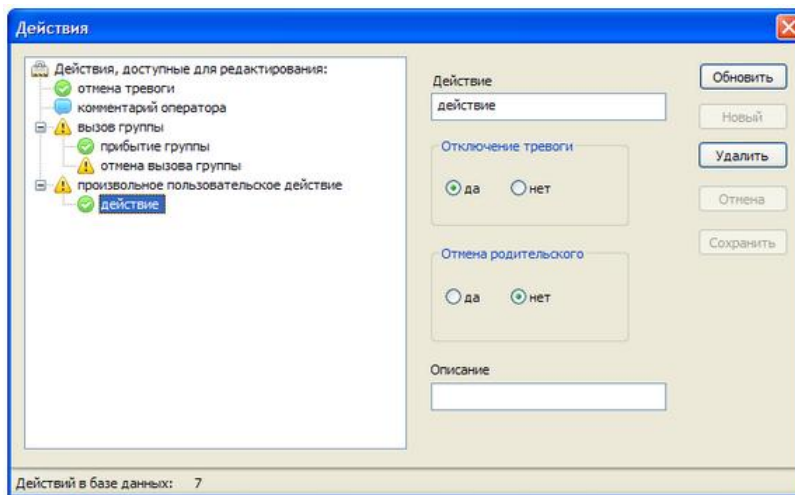 Действия
Действия, доступные для редактирования:
отмена тревоги
комментарий оператора
вызов группы
прибытие группы
отмена вызова группы
произвольное пользовательское действие
действие
Действие
действие
Отключение тревоги
да нет
Отмена родительского
да нет
Описание
Обновить
Новый
Удалить
Отмена
Сохранить
Действий в базе данных: 7